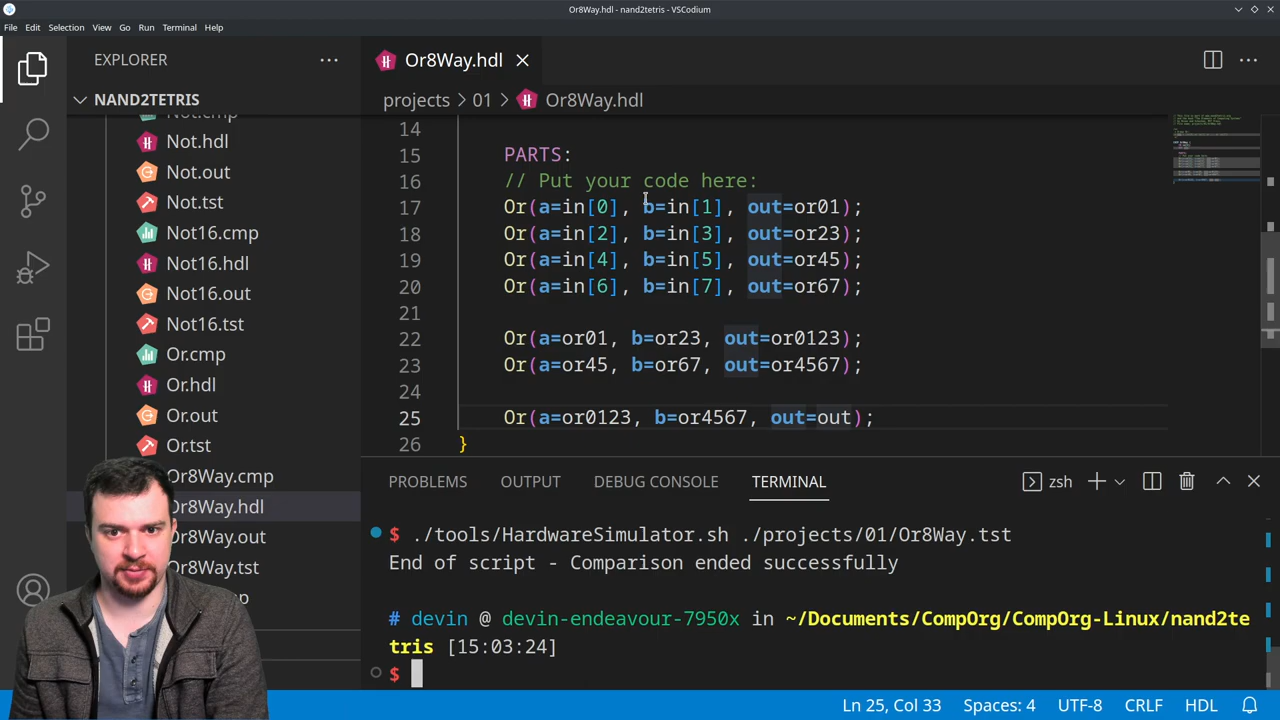 Or8Way.hdl - nand2tetris - VSCodium
File Edit Selection View Go Run Terminal Help
EXPLORER
NAND2TETRIS
Not.cmp
Not.hdl
Not.out
Not.tst
Not16.cmp
Not16.hdl
Not16.out
Not16.tst
Or.cmp
Or.hdl
Or.out
Or.tst
Or8Way.cmp
Or8Way.hdl
Or8Way.out
Or8Way.tst
Or8Way.hdl
projects > 01 > Or8Way.hdl
14
15 PARTS:
16 // Put your code here:
17 Or(a=in[0], b=in[1], out=or01);
18 Or(a=in[2], b=in[3], out=or23);
19 Or(a=in[4], b=in[5], out=or45);
20 Or(a=in[6], b=in[7], out=or67);
21
22 Or(a=or01, b=or23, out=or0123);
23 Or(a=or45, b=or67, out=or4567);
24
25 Or(a=or0123, b=or4567, out=out);
26 }
PROBLEMS OUTPUT DEBUG CONSOLE TERMINAL zsh
$ ./tools/HardwareSimulator.sh ./projects/01/Or8Way.tst
End of script - Comparison ended successfully
# devin @ devin-endeavour-7950x in ~/Documents/CompOrg/CompOrg-Linux/nand2te
tris [15:03:24]
$
Ln 25, Col 33 Spaces: 4 UTF-8 CRLF HDL